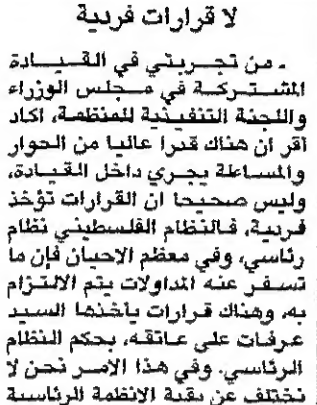 لا قرارات فردية
ـ من تجربتي في القيادة
المشتركة في مجلس الوزراء
واللجنة التنفيذية للمنظمة، اكاد
اقر ان هناك قدرا عاليا من الحوار
والمساءلة يجري داخل القيادة،
وليس صحيحا ان القرارات تؤخذ
فردية، فالنظام الفلسطيني نظام
رئاسي، وفي معظم الاحيان فإن ما
تسفر عنه المداولات يتم الالتزام
به، وهناك قرارات ياخذها السيد
عرفات على عاتقه، بحكم النظام
الرئاسي. وفي هذا الامر نحن لا
نختلف عن بقية الانظمة الرئاسية